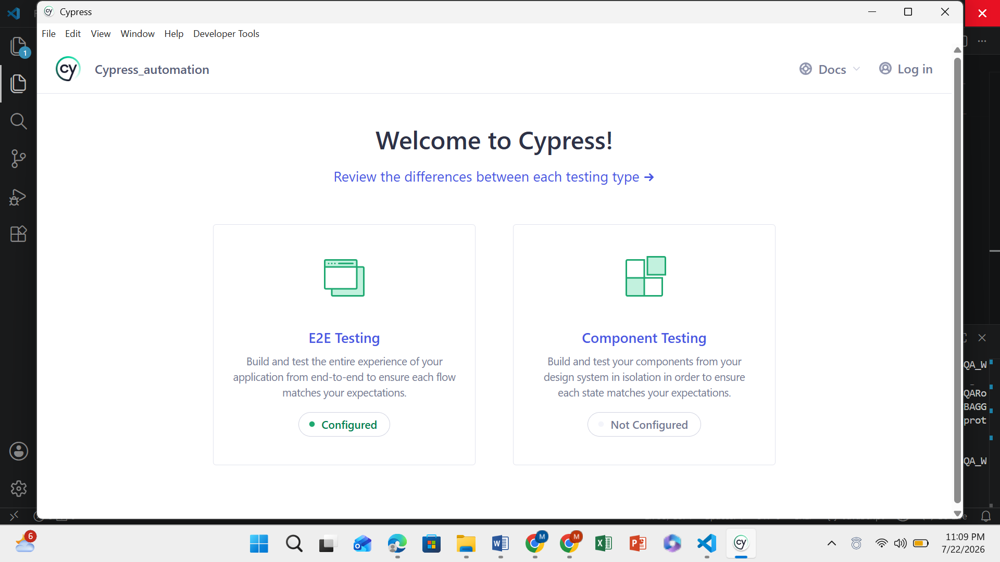 Cypress
File Edit View Window Help Developer Tools
1
cy Cypress_automation
Docs Log in
Welcome to Cypress!
Review the differences between each testing type →
E2E Testing
Build and test the entire experience of your
application from end-to-end to ensure each flow
matches your expectations.
Configured
Component Testing
Build and test your components from your
design system in isolation in order to ensure
each state matches your expectations.
Not Configured
QA_W
QARo
BAGG
prot
QA_W
6
M
M
cy
11:09 PM
7/22/2026